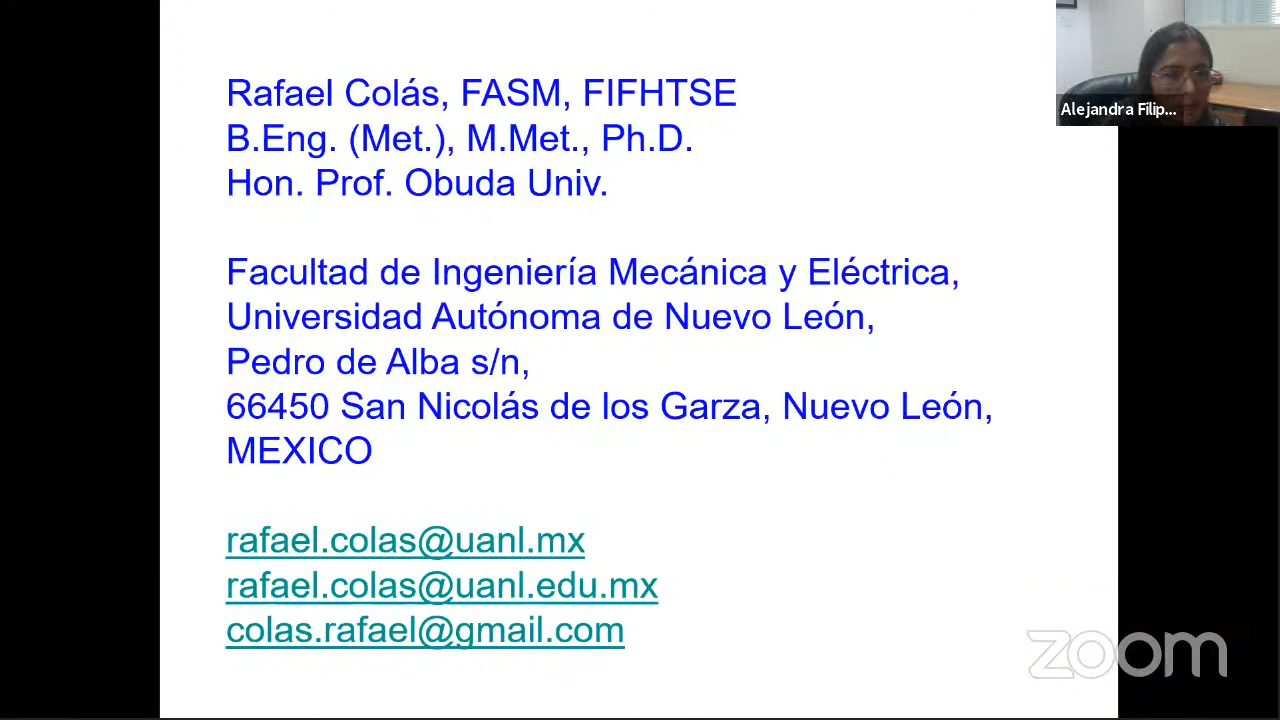 Rafael Colás, FASM, FIFHTSE
B.Eng. (Met.), M.Met., Ph.D.
Hon. Prof. Obuda Univ.
Facultad de Ingeniería Mecánica y Eléctrica,
Universidad Autónoma de Nuevo León,
Pedro de Alba s/n,
66450 San Nicolás de los Garza, Nuevo León,
MEXICO
rafael.colas@uanl.mx
rafael.colas@uanl.edu.mx
colas.rafael@gmail.com
Alejandra Filip...
zoom